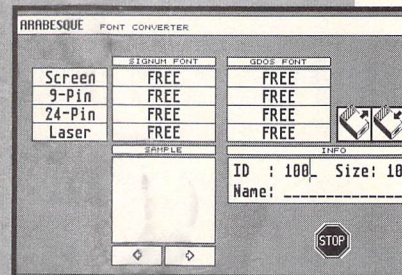 ARABESQUE FONT CONVERTER
SIGNUM FONT GDOS FONT
Screen FREE FREE
9-Pin FREE FREE
24-Pin FREE FREE
Laser FREE FREE
SAMPLE INFO
ID : 100_ Size: 10
Name: ____________
STOP